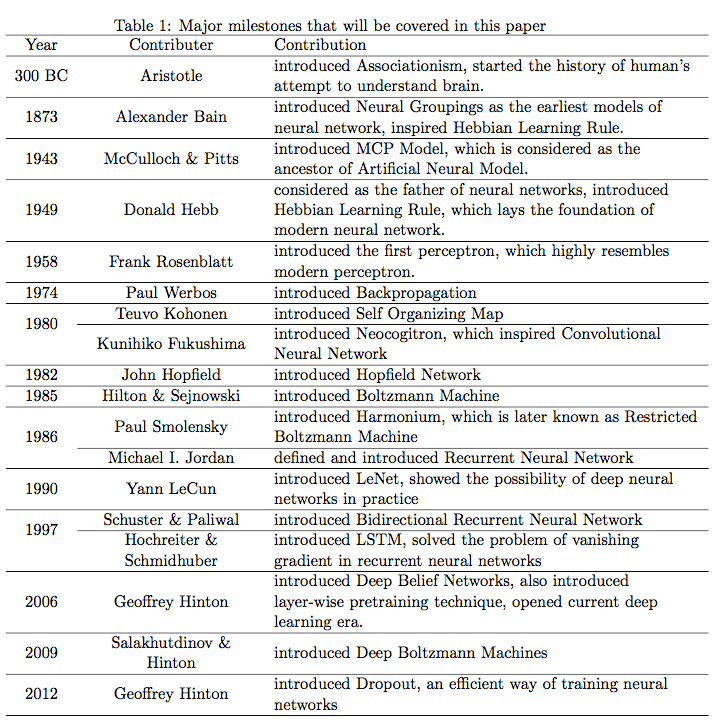 Table 1: Major milestones that will be covered in this paper
Year Contributer Contribution
300 BC Aristotle introduced Associationism, started the history of human's
attempt to understand brain.
1873 Alexander Bain introduced Neural Groupings as the earliest models of
neural network, inspired Hebbian Learning Rule.
1943 McCulloch & Pitts introduced MCP Model, which is considered as the
ancestor of Artificial Neural Model.
1949 Donald Hebb considered as the father of neural networks, introduced
Hebbian Learning Rule, which lays the foundation of
modern neural network.
1958 Frank Rosenblatt introduced the first perceptron, which highly resembles
modern perceptron.
1974 Paul Werbos introduced Backpropagation
1980 Teuvo Kohonen introduced Self Organizing Map
Kunihiko Fukushima introduced Neocogitron, which inspired Convolutional
Neural Network
1982 John Hopfield introduced Hopfield Network
1985 Hilton & Sejnowski introduced Boltzmann Machine
1986 Paul Smolensky introduced Harmonium, which is later known as Restricted
Boltzmann Machine
Michael I. Jordan defined and introduced Recurrent Neural Network
1990 Yann LeCun introduced LeNet, showed the possibility of deep neural
networks in practice
1997 Schuster & Paliwal introduced Bidirectional Recurrent Neural Network
Hochreiter & introduced LSTM, solved the problem of vanishing
Schmidhuber gradient in recurrent neural networks
2006 Geoffrey Hinton introduced Deep Belief Networks, also introduced
layer-wise pretraining technique, opened current deep
learning era.
2009 Salakhutdinov & introduced Deep Boltzmann Machines
Hinton
2012 Geoffrey Hinton introduced Dropout, an efficient way of training neural
networks